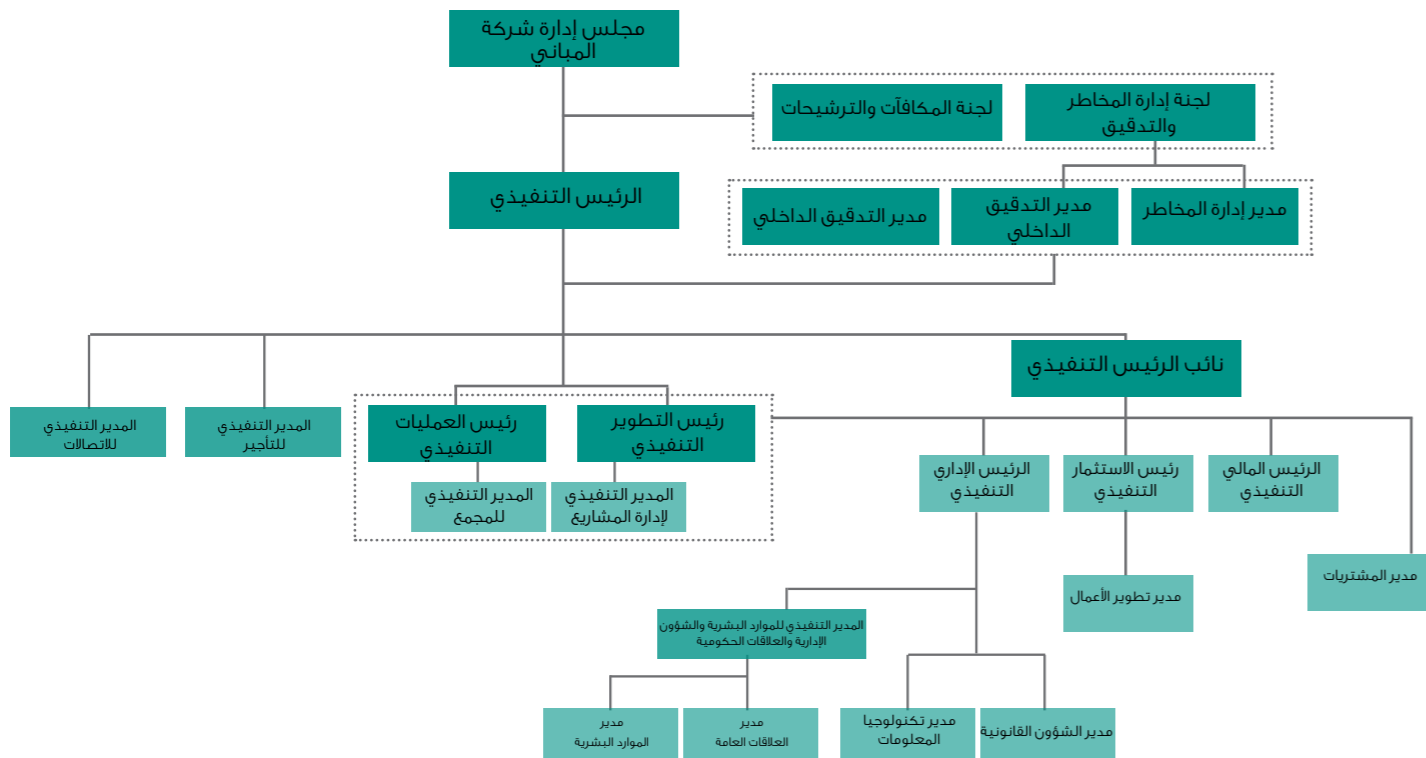 مجلس إدارة شركة
المباني
لجنة إدارة المخاطر
والتدقيق
لجنة المكافآت والترشيحات
الرئيس التنفيذي
مدير إدارة المخاطر
مدير التدقيق
الداخلي
مدير التدقيق الداخلي
نائب الرئيس التنفيذي
رئيس التطوير
التنفيذي
رئيس العمليات
التنفيذي
المدير التنفيذي
للتأجير
المدير التنفيذي
للاتصالات
الرئيس المالي
التنفيذي
رئيس الاستثمار
التنفيذي
الرئيس الإداري
التنفيذي
المدير التنفيذي
لإدارة المشاريع
المدير التنفيذي
للمجمع
مدير المشتريات
مدير تطوير الأعمال
المدير التنفيذي للموارد البشرية والشؤون
الإدارية والعلاقات الحكومية
مدير الشؤون القانونية
مدير تكنولوجيا
المعلومات
مدير
العلاقات العامة
مدير
الموارد البشرية